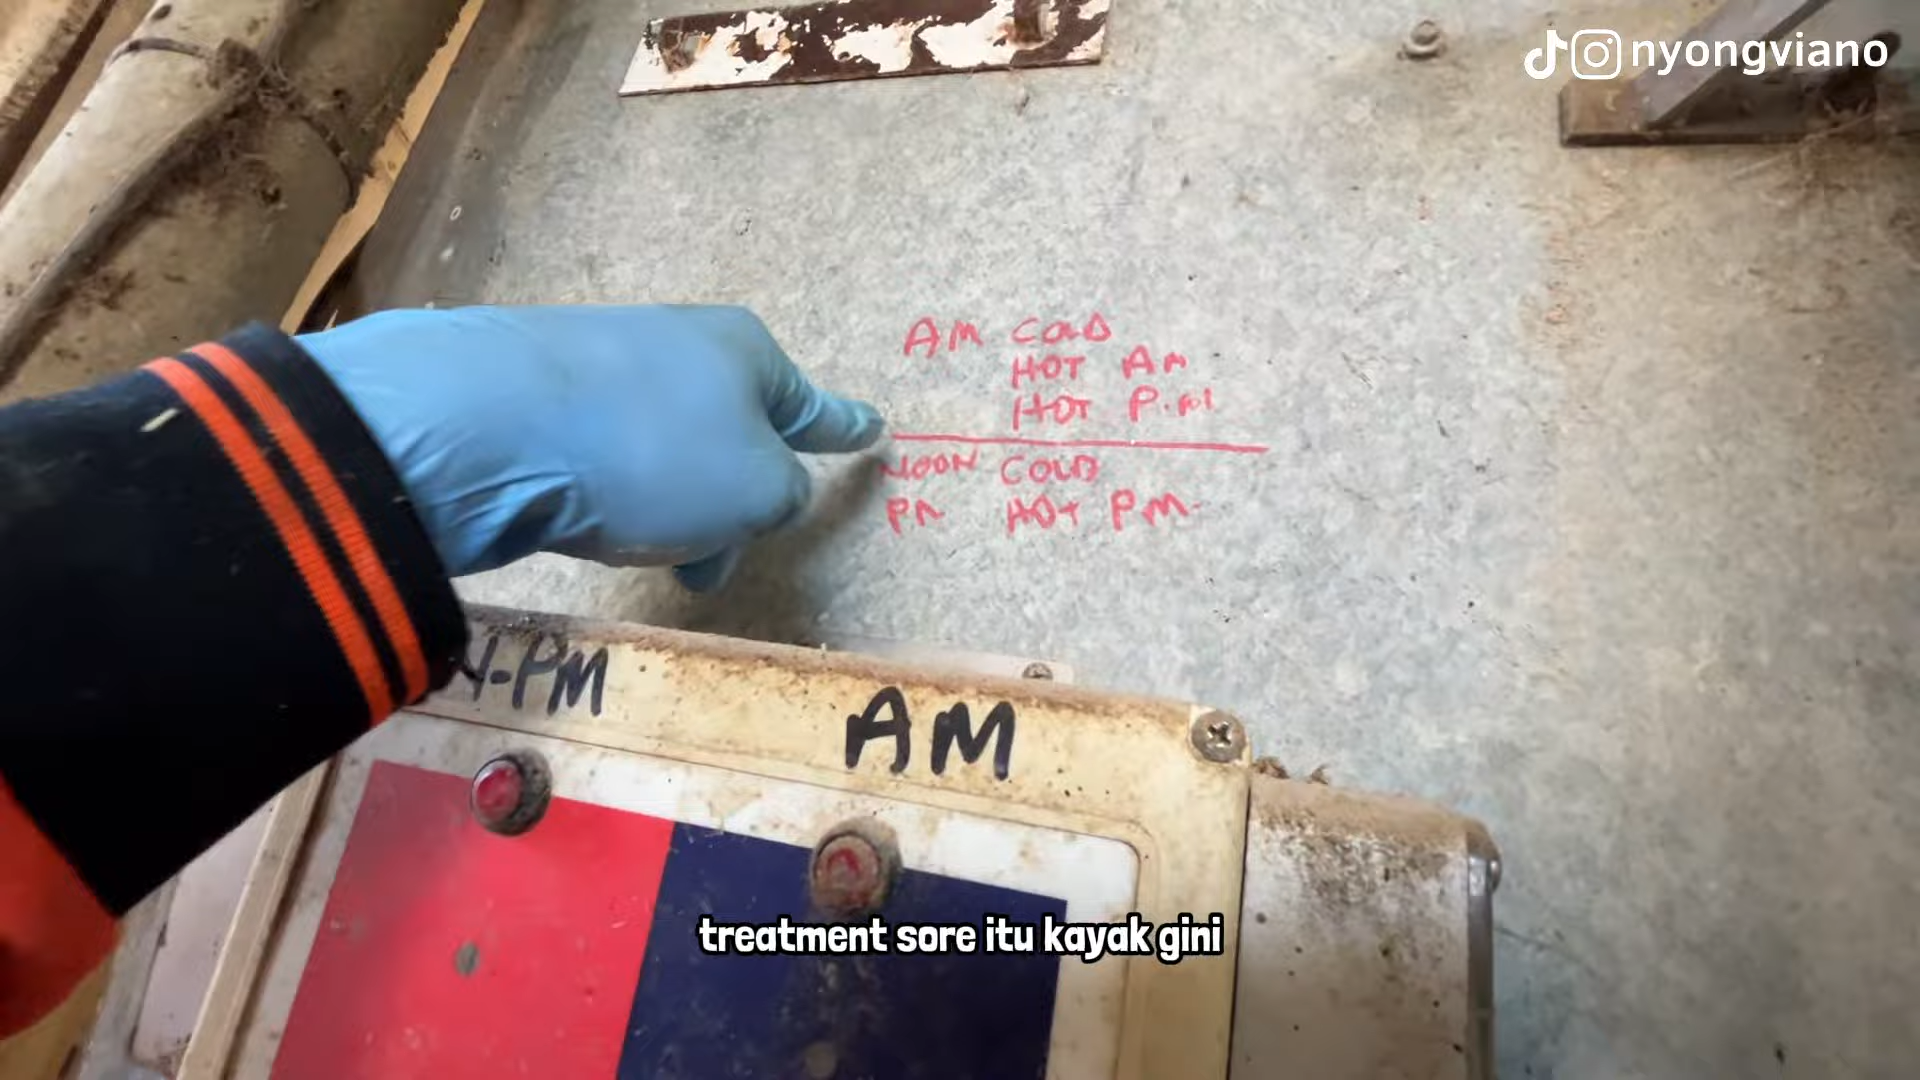 nyongviano
AM COLD
HOT AM
HOT P.M
NOON COLD
PM HOT PM.
-PM
AM
treatment sore itu kayak gini